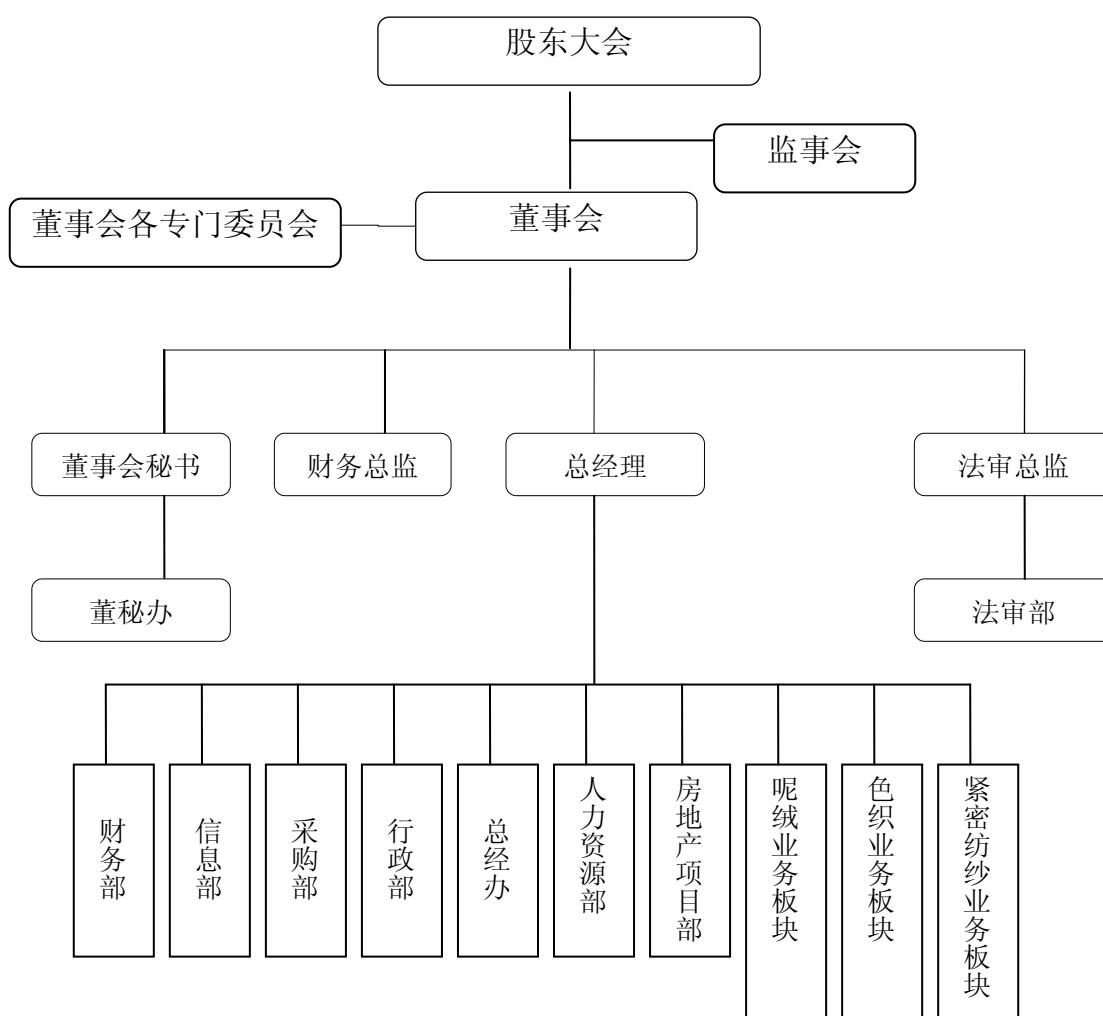 股东大会
监事会
董事会各专门委员会
董事会
董事会秘书
财务总监
总经理
法审总监
董秘办
法审部
财务部
信息部
采购部
行政部
总经办
人力资源部
房地产项目部
呢绒业务板块
色织业务板块
紧密纺纱业务板块